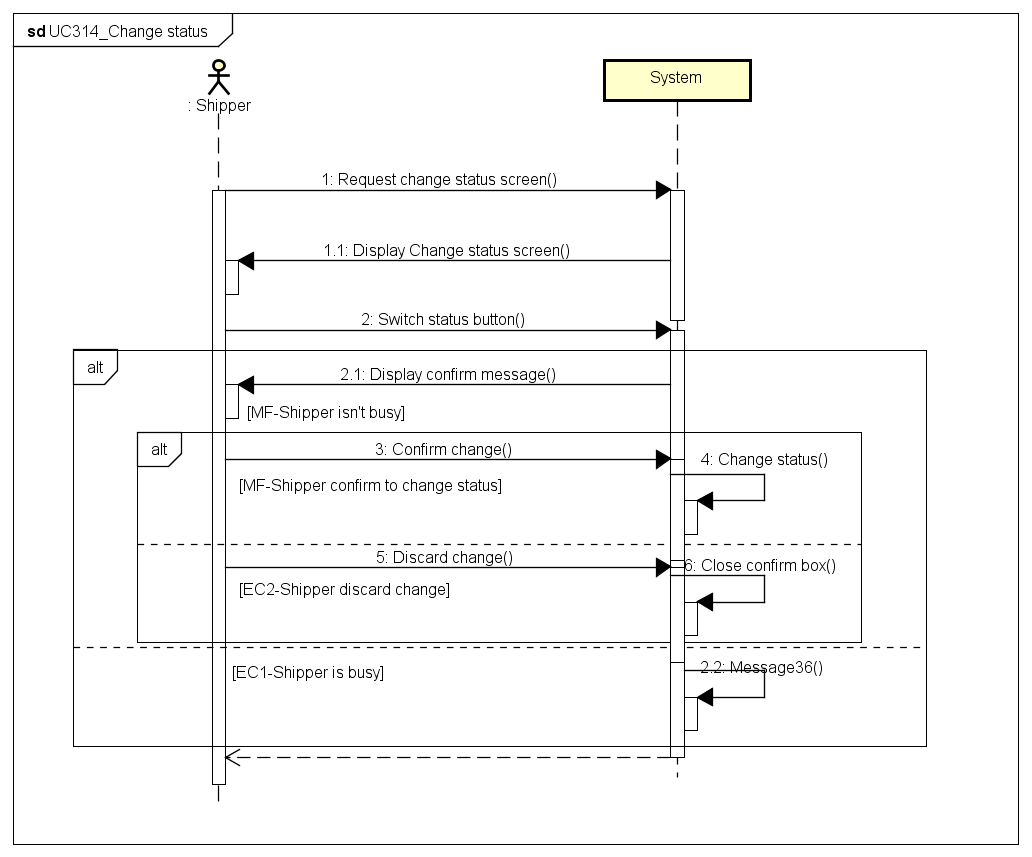 sd UC314_Change status
: Shipper
System
1: Request change status screen()
1.1: Display Change status screen()
2: Switch status button()
alt
2.1: Display confirm message()
[MF-Shipper isn't busy]
alt
3: Confirm change()
4: Change status()
[MF-Shipper confirm to change status]
5: Discard change()
6: Close confirm box()
[EC2-Shipper discard change]
[EC1-Shipper is busy]
2.2: Message36()